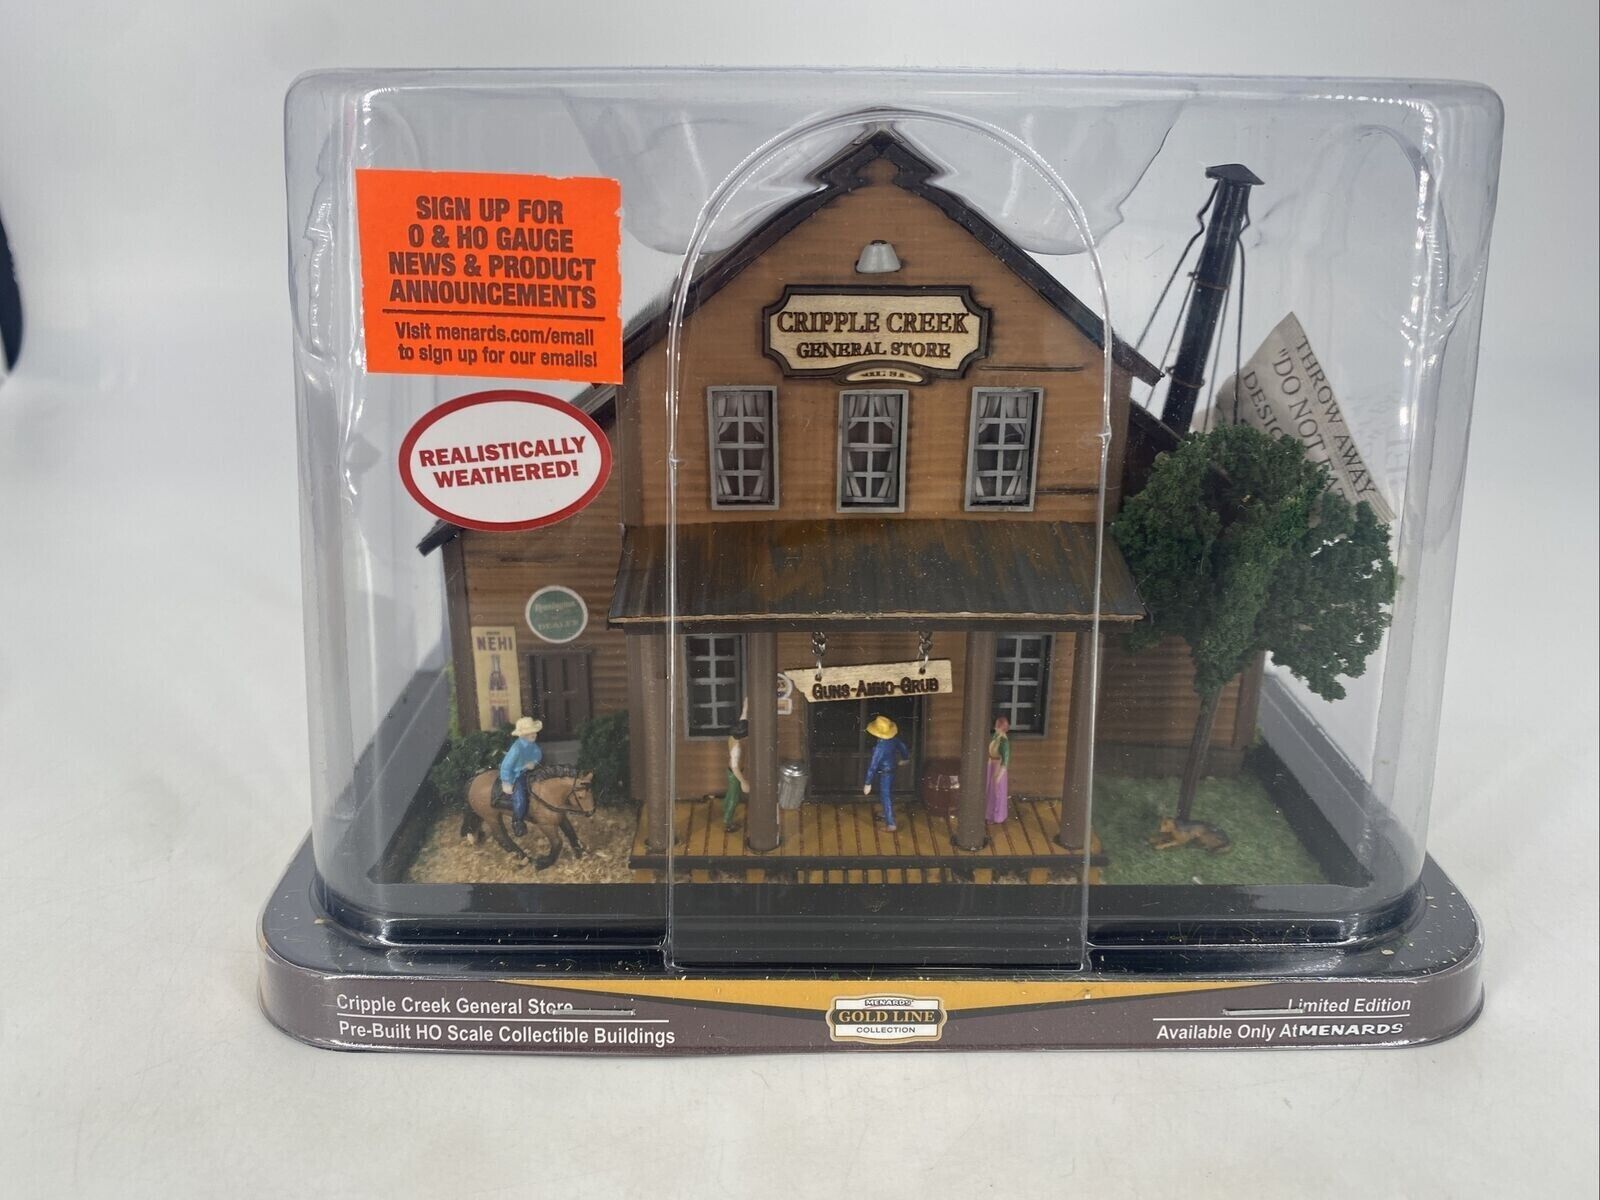 SIGN UP FOR
O & HO GAUGE
NEWS & PRODUCT
ANNOUNCEMENTS
Visit menards.com/email
to sign up for our emails!
REALISTICALLY
WEATHERED!
CRIPPLE CREEK
GENERAL STORE
THROW AWAY
"DO NOT
Remington
DEALER
NEHI
GUNS-AMMO-GRUB
Cripple Creek General Store
Pre-Built HO Scale Collectible Buildings
MENARDS
GOLD LINE
COLLECTION
Limited Edition
Available Only At MENARDS